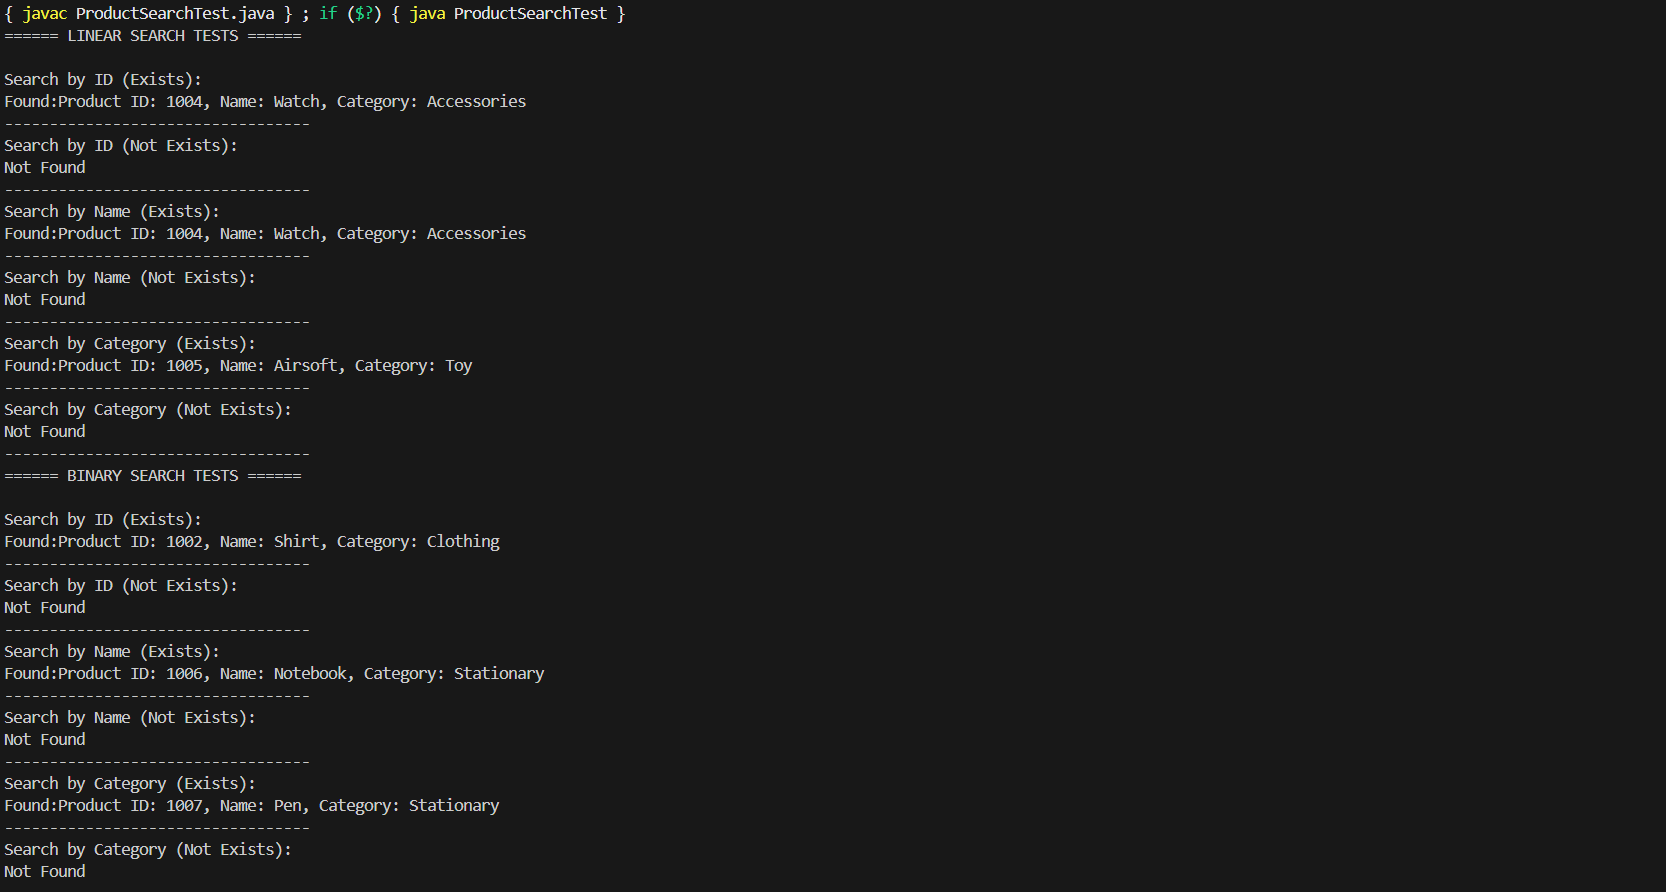 { javac ProductSearchTest.java } ; if ($?) { java ProductSearchTest }
====== LINEAR SEARCH TESTS ======
Search by ID (Exists):
Found:Product ID: 1004, Name: Watch, Category: Accessories
----------------------------------
Search by ID (Not Exists):
Not Found
----------------------------------
Search by Name (Exists):
Found:Product ID: 1004, Name: Watch, Category: Accessories
----------------------------------
Search by Name (Not Exists):
Not Found
----------------------------------
Search by Category (Exists):
Found:Product ID: 1005, Name: Airsoft, Category: Toy
----------------------------------
Search by Category (Not Exists):
Not Found
----------------------------------
====== BINARY SEARCH TESTS ======
Search by ID (Exists):
Found:Product ID: 1002, Name: Shirt, Category: Clothing
----------------------------------
Search by ID (Not Exists):
Not Found
----------------------------------
Search by Name (Exists):
Found:Product ID: 1006, Name: Notebook, Category: Stationary
----------------------------------
Search by Name (Not Exists):
Not Found
----------------------------------
Search by Category (Exists):
Found:Product ID: 1007, Name: Pen, Category: Stationary
----------------------------------
Search by Category (Not Exists):
Not Found